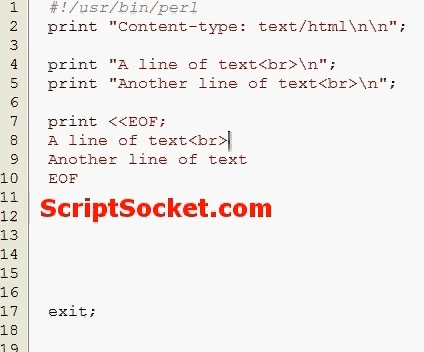 1 #!/usr/bin/perl
2 print "Content-type: text/html\n\n";
3
4 print "A line of text<br>\n";
5 print "Another line of text<br>\n";
6
7 print <<EOF;
8 A line of text<br>
9 Another line of text
10 EOF
11
12 ScriptSocket.com
13
14
15
16
17 exit;
18
19